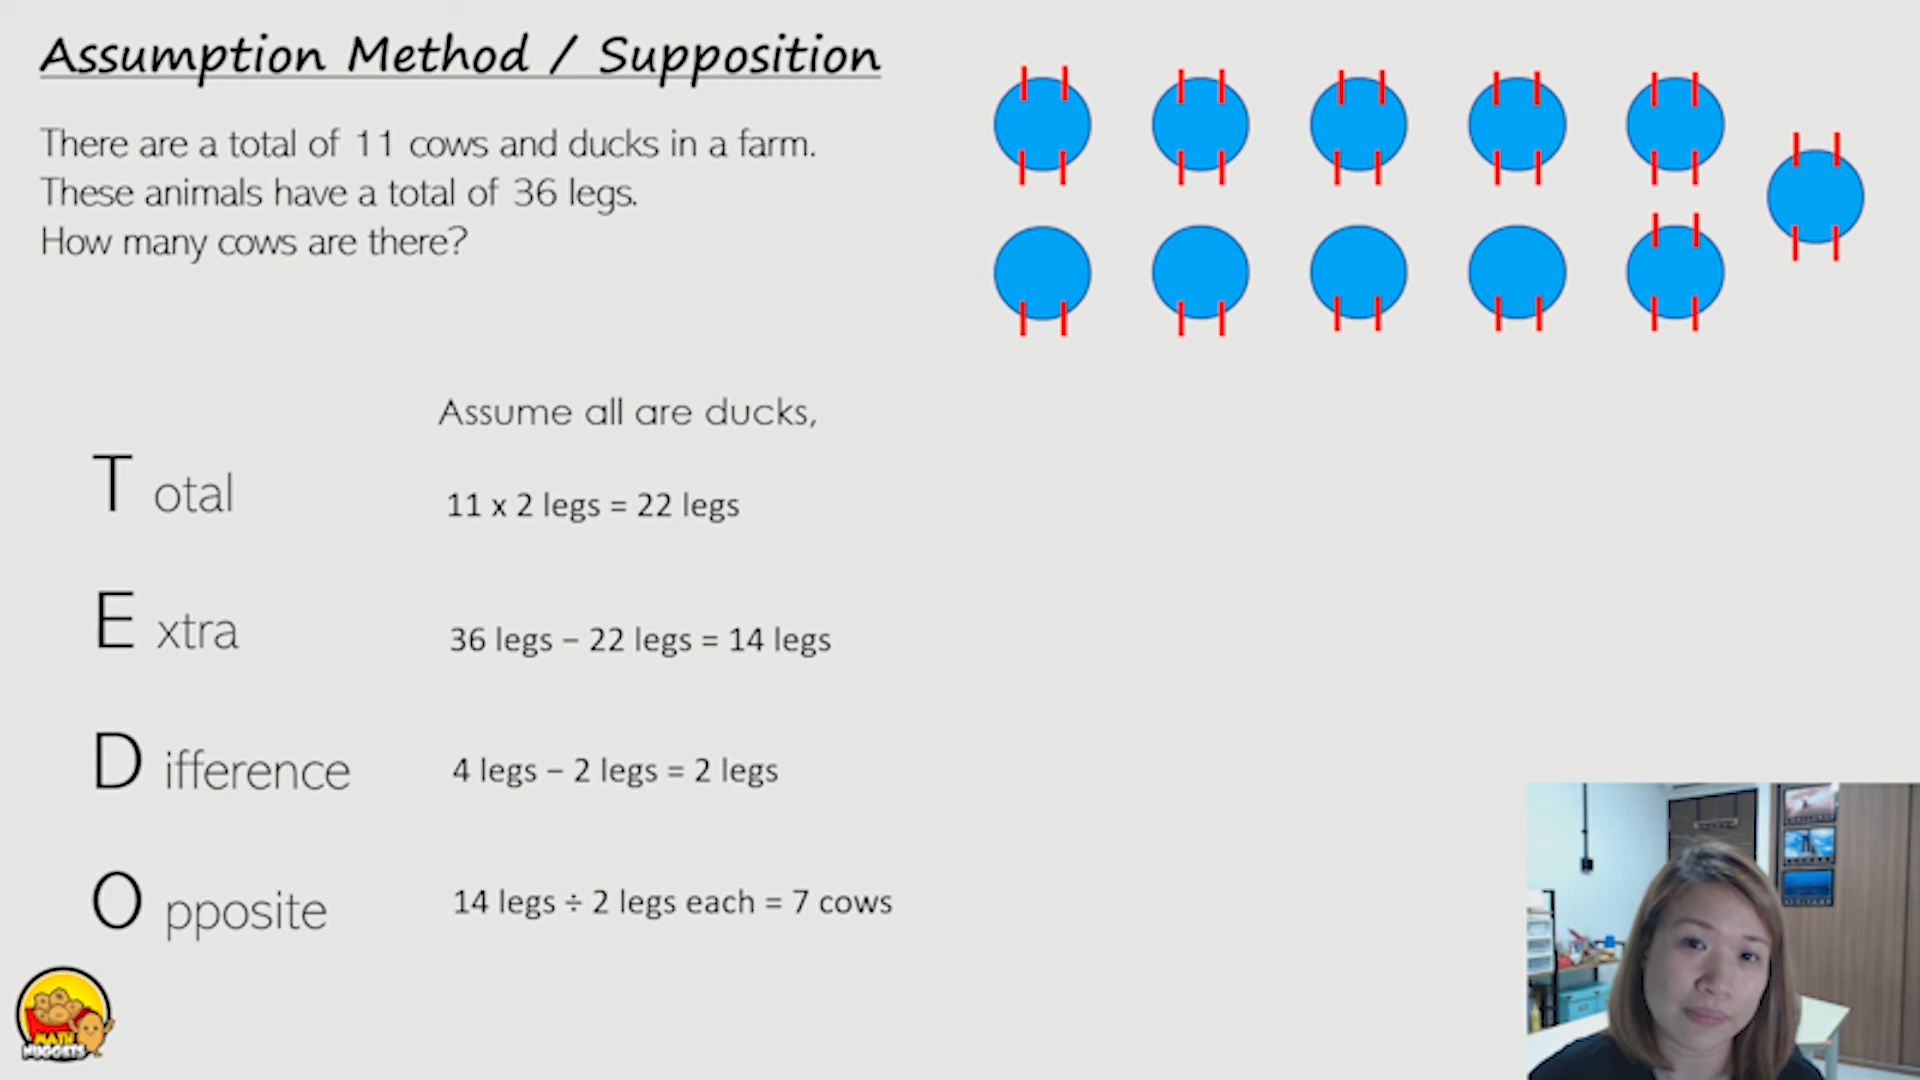 Assumption Method / Supposition
There are a total of 11 cows and ducks in a farm.
These animals have a total of 36 legs.
How many cows are there?
Assume all are ducks,
Total
11 x 2 legs = 22 legs
Extra
36 legs – 22 legs = 14 legs
Difference
4 legs – 2 legs = 2 legs
Opposite
14 legs ÷ 2 legs each = 7 cows
MATH
NUGGETS